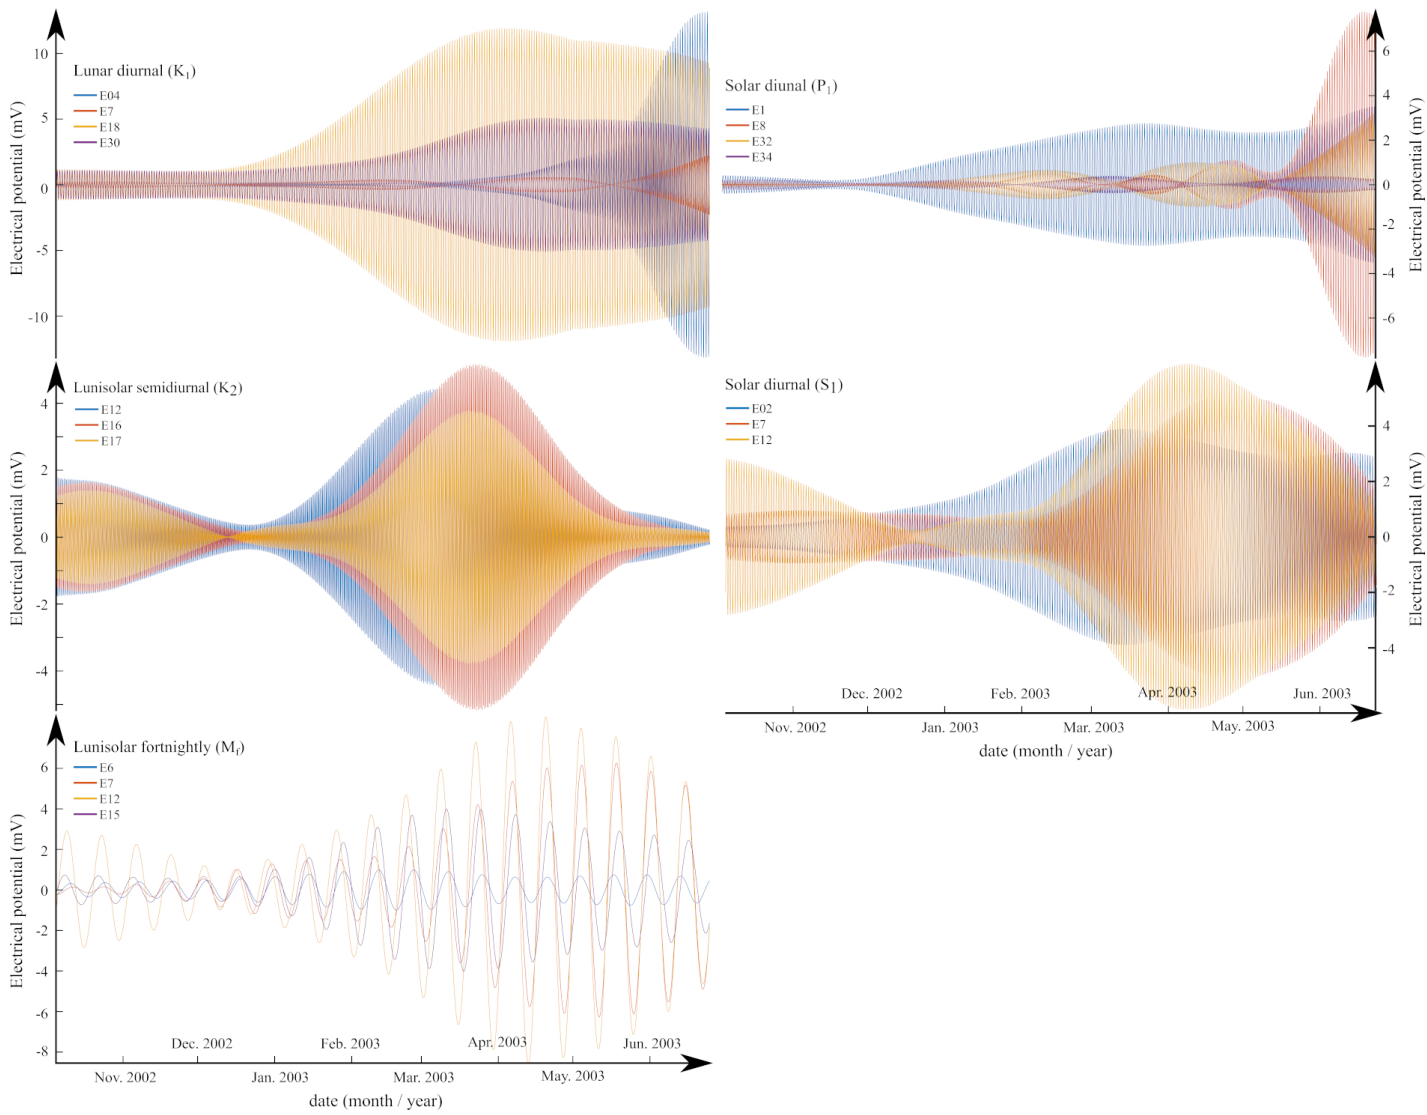 Lunar diurnal (K1)
E04
E7
E18
E30
Electrical potential (mV)
10
5
0
-5
-10
Solar diunal (P1)
E1
E8
E32
E34
Electrical potential (mV)
6
4
2
0
-2
-4
-6
Lunisolar semidiurnal (K2)
E12
E16
E17
Electrical potential (mV)
4
2
0
-2
-4
Solar diurnal (S1)
E02
E7
E12
Electrical potential (mV)
4
2
0
-2
-4
Dec. 2002 Feb. 2003 Apr. 2003 Jun. 2003
Nov. 2002 Jan. 2003 Mar. 2003 May. 2003
date (month / year)
Lunisolar fortnightly (Mf)
E6
E7
E12
E15
Electrical potential (mV)
6
4
2
0
-2
-4
-6
-8
Dec. 2002 Feb. 2003 Apr. 2003 Jun. 2003
Nov. 2002 Jan. 2003 Mar. 2003 May. 2003
date (month / year)